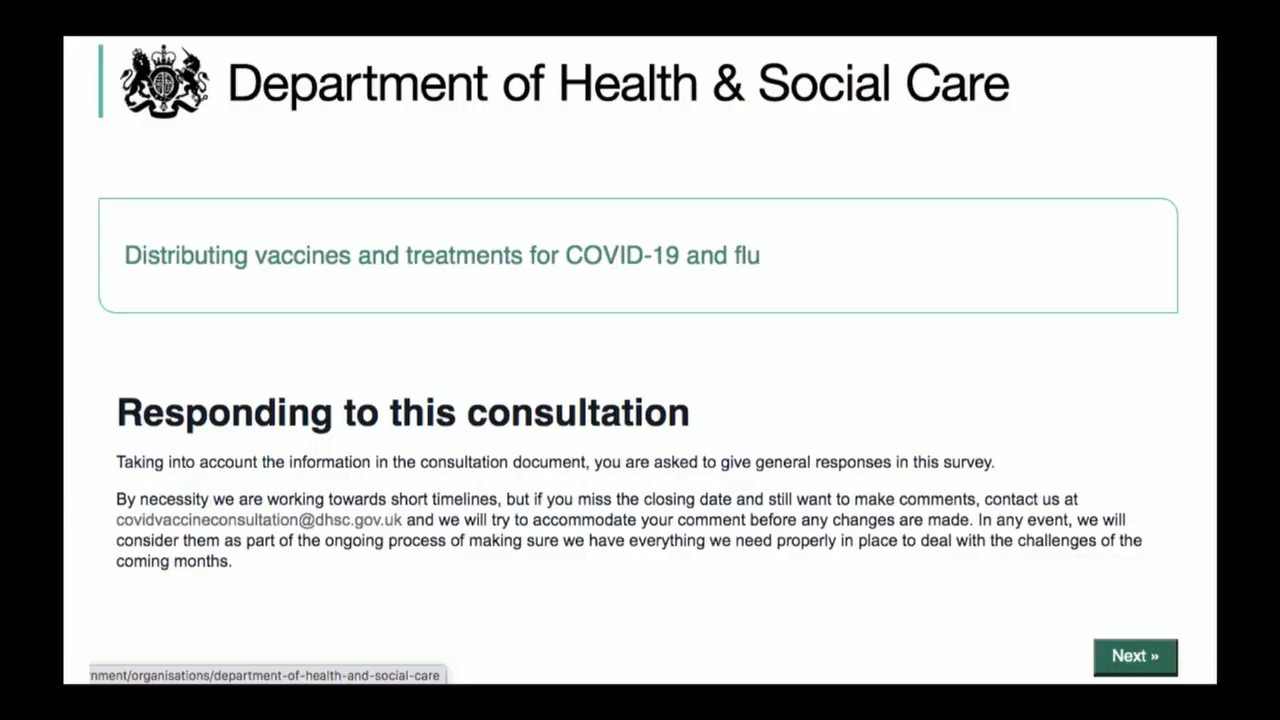 Department of Health & Social Care
Distributing vaccines and treatments for COVID-19 and flu
Responding to this consultation
Taking into account the information in the consultation document, you are asked to give general responses in this survey.
By necessity we are working towards short timelines, but if you miss the closing date and still want to make comments, contact us at
covidvaccineconsultation@dhsc.gov.uk and we will try to accommodate your comment before any changes are made. In any event, we will
consider them as part of the ongoing process of making sure we have everything we need properly in place to deal with the challenges of the
coming months.
Next »
nment/organisations/department-of-health-and-social-care